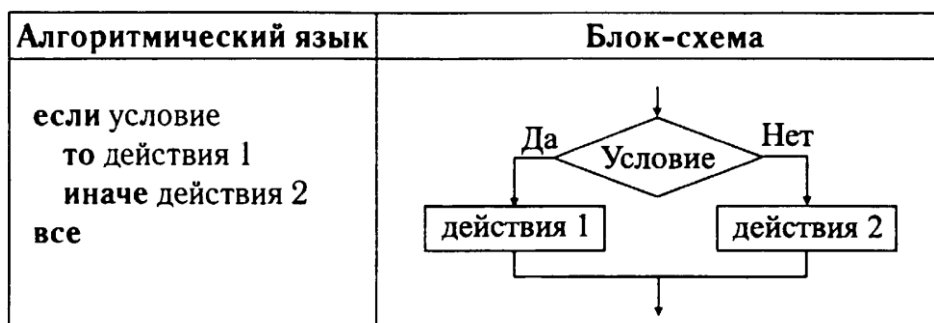 Алгоритмический язык
Блок-схема
если условие
то действия 1
иначе действия 2
все
Да
Нет
Условие
действия 1
действия 2